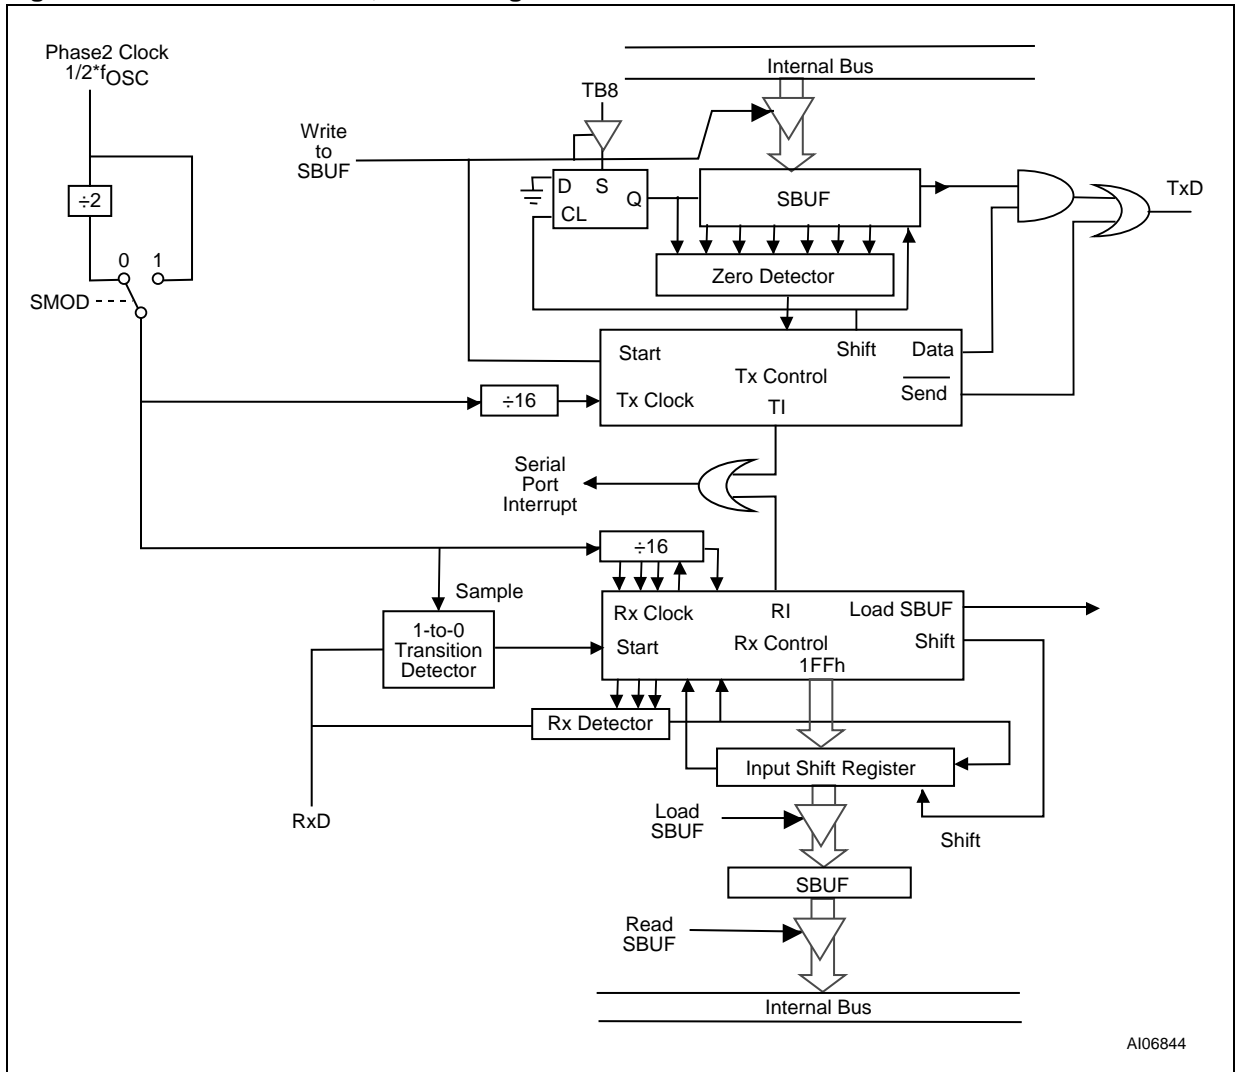 Phase2 Clock
1/2*fOSC
÷2
0 1
SMOD
Write
to
SBUF
TB8
Internal Bus
D S
Q
CL
SBUF
TxD
Zero Detector
Start
Shift
Data
Tx Control
Send
Tx Clock
TI
÷16
Serial
Port
Interrupt
÷16
Sample
1-to-0
Transition
Detector
Rx Clock
RI
Load SBUF
Start
Rx Control
Shift
1FFh
Rx Detector
Input Shift Register
RxD
Load
SBUF
Shift
SBUF
Read
SBUF
Internal Bus
AI06844